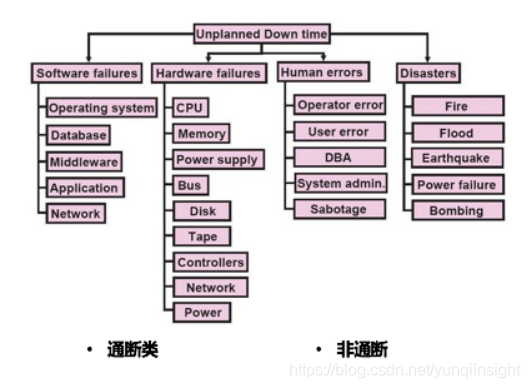 Unplanned Down time
Software failures
Operating system
Database
Middleware
Application
Network
Hardware failures
CPU
Memory
Power supply
Bus
Disk
Tape
Controllers
Network
Power
Human errors
Operator error
User error
DBA
System admin.
Sabotage
Disasters
Fire
Flood
Earthquake
Power failure
Bombing
• 通断类
• 非通断
https://blog.csdn.net/yunqiinsight